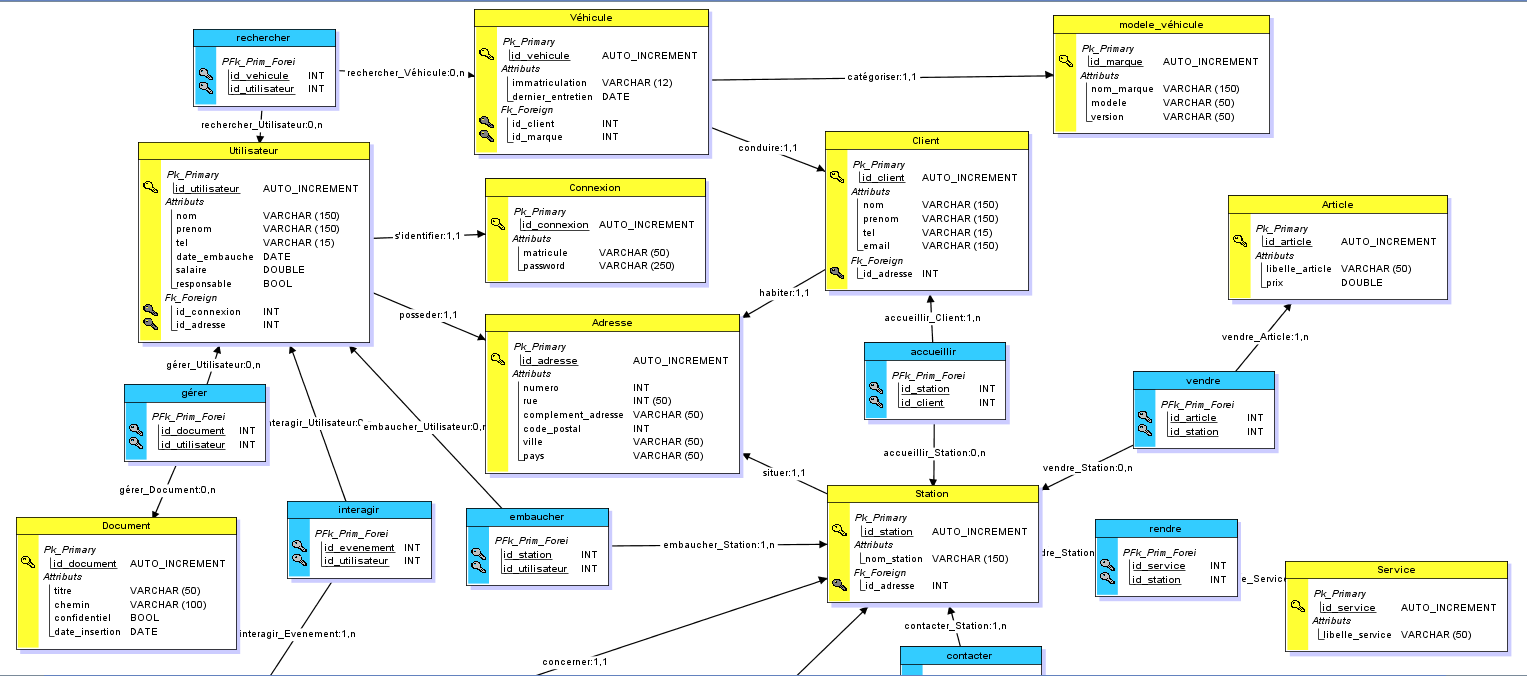 rechercher
PFk_Prim_Forei
id_vehicule INT
id_utilisateur INT
rechercher_Véhicule:0,n
rechercher_Utilisateur:0,n
Véhicule
Pk_Primary
id_vehicule AUTO_INCREMENT
Attributs
immatriculation VARCHAR (12)
dernier_entretien DATE
Fk_Foreign
id_client INT
id_marque INT
catégoriser:1,1
modele_véhicule
Pk_Primary
id_marque AUTO_INCREMENT
Attributs
nom_marque VARCHAR (150)
modele VARCHAR (50)
version VARCHAR (50)
conduire:1,1
Utilisateur
Pk_Primary
id_utilisateur AUTO_INCREMENT
Attributs
nom VARCHAR (150)
prenom VARCHAR (150)
tel VARCHAR (15)
date_embauche DATE
salaire DOUBLE
responsable BOOL
Fk_Foreign
id_connexion INT
id_adresse INT
s'identifier:1,1
posseder:1,1
Connexion
Pk_Primary
id_connexion AUTO_INCREMENT
Attributs
matricule VARCHAR (50)
password VARCHAR (250)
Client
Pk_Primary
id_client AUTO_INCREMENT
Attributs
nom VARCHAR (150)
prenom VARCHAR (150)
tel VARCHAR (15)
email VARCHAR (150)
Fk_Foreign
id_adresse INT
habiter:1,1
accueillir_Client:1,n
Article
Pk_Primary
id_article AUTO_INCREMENT
Attributs
libelle_article VARCHAR (50)
prix DOUBLE
vendre_Article:1,n
Adresse
Pk_Primary
id_adresse AUTO_INCREMENT
Attributs
numero INT
rue INT (50)
complement_adresse VARCHAR (50)
code_postal INT
ville VARCHAR (50)
pays VARCHAR (50)
accueillir
PFk_Prim_Forei
id_station INT
id_client INT
accueillir_Station:0,n
vendre
PFk_Prim_Forei
id_article INT
id_station INT
vendre_Station:0,n
gérer_Utilisateur:0,n
gérer
PFk_Prim_Forei
id_document INT
id_utilisateur INT
gérer_Document:0,n
nteragir_Utilisateur:0
embaucher_Utilisateur:0,n
situer:1,1
Document
Pk_Primary
id_document AUTO_INCREMENT
Attributs
titre VARCHAR (50)
chemin VARCHAR (100)
confidentiel BOOL
date_insertion DATE
interagir
PFk_Prim_Forei
id_evenement INT
id_utilisateur INT
interagir_Evenement:1,n
embaucher
PFk_Prim_Forei
id_station INT
id_utilisateur INT
embaucher_Station:1,n
Station
Pk_Primary
id_station AUTO_INCREMENT
Attributs
nom_station VARCHAR (150)
Fk_Foreign
id_adresse INT
dre_Station
rendre
PFk_Prim_Forei
id_service INT
id_station INT
e_Servic
Service
Pk_Primary
id_service AUTO_INCREMENT
Attributs
libelle_service VARCHAR (50)
concerner:1,1
contacter_Station:1,n
contacter